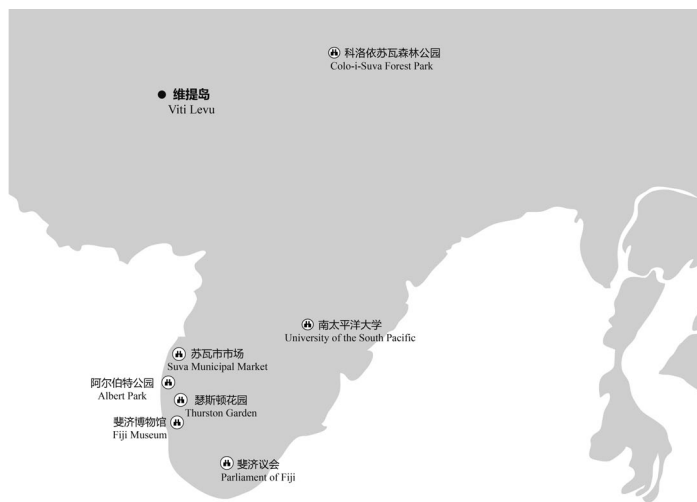 科洛依苏瓦森林公园
Colo-i-Suva Forest Park
维提岛
Viti Levu
南太平洋大学
University of the South Pacific
苏瓦市市场
Suva Municipal Market
阿尔伯特公园
Albert Park
瑟斯顿花园
Thurston Garden
斐济博物馆
Fiji Museum
斐济议会
Parliament of Fiji